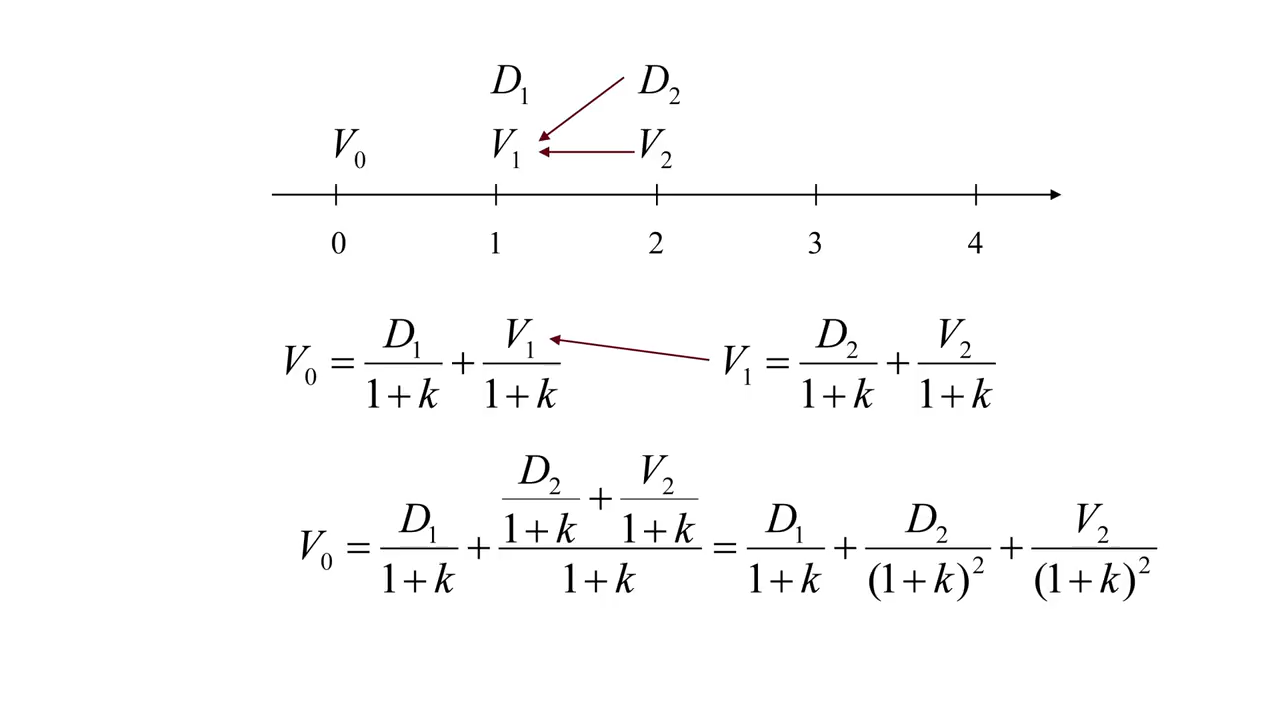 D₁ D₂
V₀ V₁ V₂
0 1 2 3 4
V₀ = D₁/(1+k) + V₁/(1+k) V₁ = D₂/(1+k) + V₂/(1+k)
V₀ = D₁/(1+k) + (D₂/(1+k) + V₂/(1+k))/(1+k) = D₁/(1+k) + D₂/(1+k)² + V₂/(1+k)²